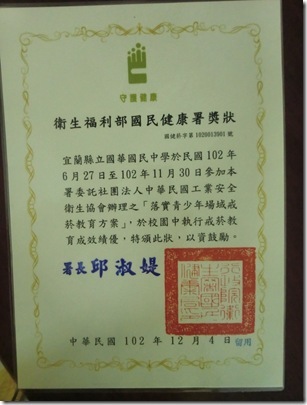 守護健康
衛生福利部國民健康署獎狀
國健菸字第1020013901號
宜蘭縣立國華國民中學於民國102年
6月27日至102年11月30日參加本
署委託社團法人中華民國工業安全
衛生協會辦理之「落實青少年場域戒
菸教育方案」，於校園中執行戒菸教
育成效績優，特頒此狀，以資鼓勵。
署長 邱淑媞
中華民國 102 年 12 月 4 日